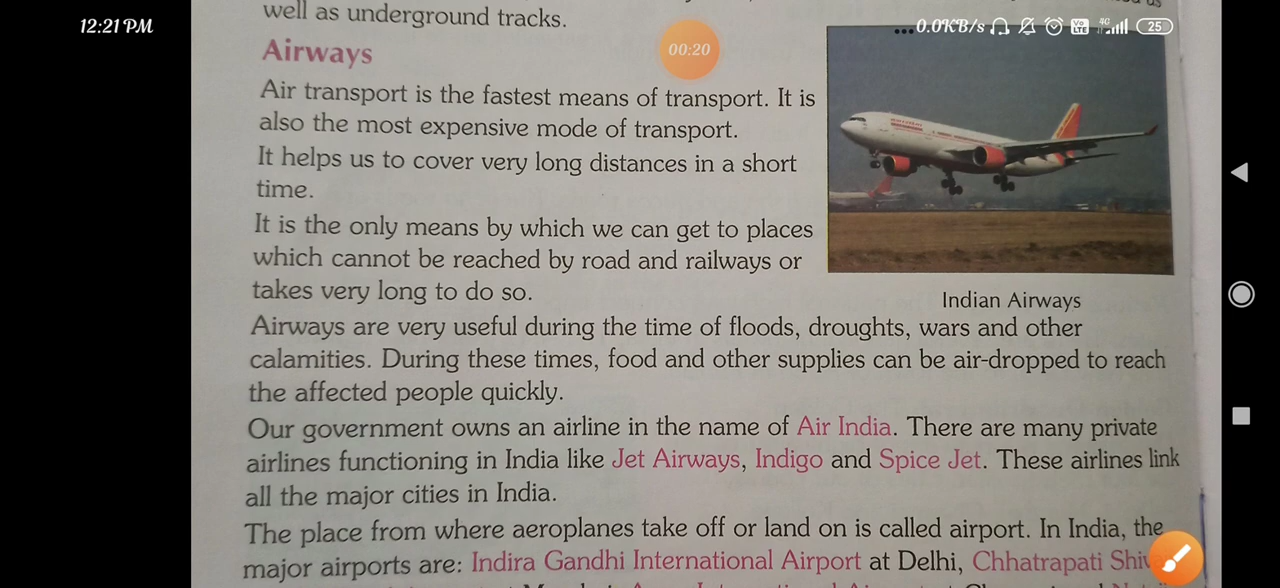 well as underground tracks.
12:21 PM
0.0KB/s
Vo LTE
4G
25
00:20
Airways
Air transport is the fastest means of transport. It is
also the most expensive mode of transport.
It helps us to cover very long distances in a short
time.
It is the only means by which we can get to places
which cannot be reached by road and railways or
takes very long to do so.
Indian Airways
Airways are very useful during the time of floods, droughts, wars and other
calamities. During these times, food and other supplies can be air-dropped to reach
the affected people quickly.
Our government owns an airline in the name of Air India. There are many private
airlines functioning in India like Jet Airways, Indigo and Spice Jet. These airlines link
all the major cities in India.
The place from where aeroplanes take off or land on is called airport. In India, the
major airports are: Indira Gandhi International Airport at Delhi, Chhatrapati